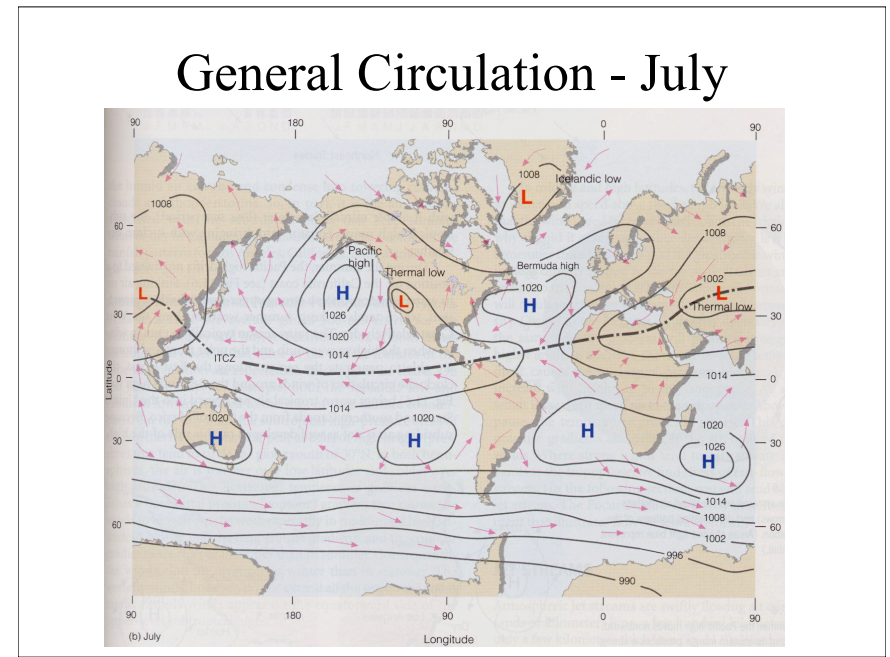 General Circulation - July
90
180
90
0
90
1008
Icelandic low
L
1008
60
60
1008
Pacific
high
Bermuda high
1002
Thermal low
1020
L
H
L
H
L
1026
Thermal low
30
30
1020
ITCZ
1014
Latitude
0
1014
0
1014
1020
1020
1020
H
H
H
1026
30
30
H
1014
1008
60
60
1002
996
990
90
180
90
0
90
(b) July
Longitude